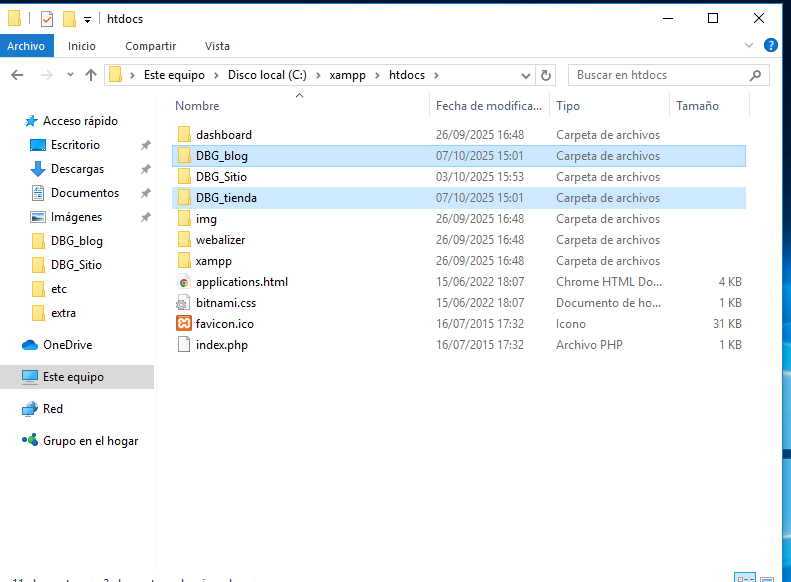 htdocs
Archivo Inicio Compartir Vista
Este equipo Disco local (C:) xampp htdocs Buscar en htdocs
Nombre Fecha de modifica... Tipo Tamaño
Acceso rápido
Escritorio
Descargas
Documentos
Imágenes
DBG_blog
DBG_Sitio
etc
extra
OneDrive
Este equipo
Red
Grupo en el hogar
dashboard 26/09/2025 16:48 Carpeta de archivos
DBG_blog 07/10/2025 15:01 Carpeta de archivos
DBG_Sitio 03/10/2025 15:53 Carpeta de archivos
DBG_tienda 07/10/2025 15:01 Carpeta de archivos
img 26/09/2025 16:48 Carpeta de archivos
webalizer 26/09/2025 16:48 Carpeta de archivos
xampp 26/09/2025 16:48 Carpeta de archivos
applications.html 15/06/2022 18:07 Chrome HTML Do... 4 KB
bitnami.css 15/06/2022 18:07 Documento de ho... 1 KB
favicon.ico 16/07/2015 17:32 Icono 31 KB
index.php 16/07/2015 17:32 Archivo PHP 1 KB